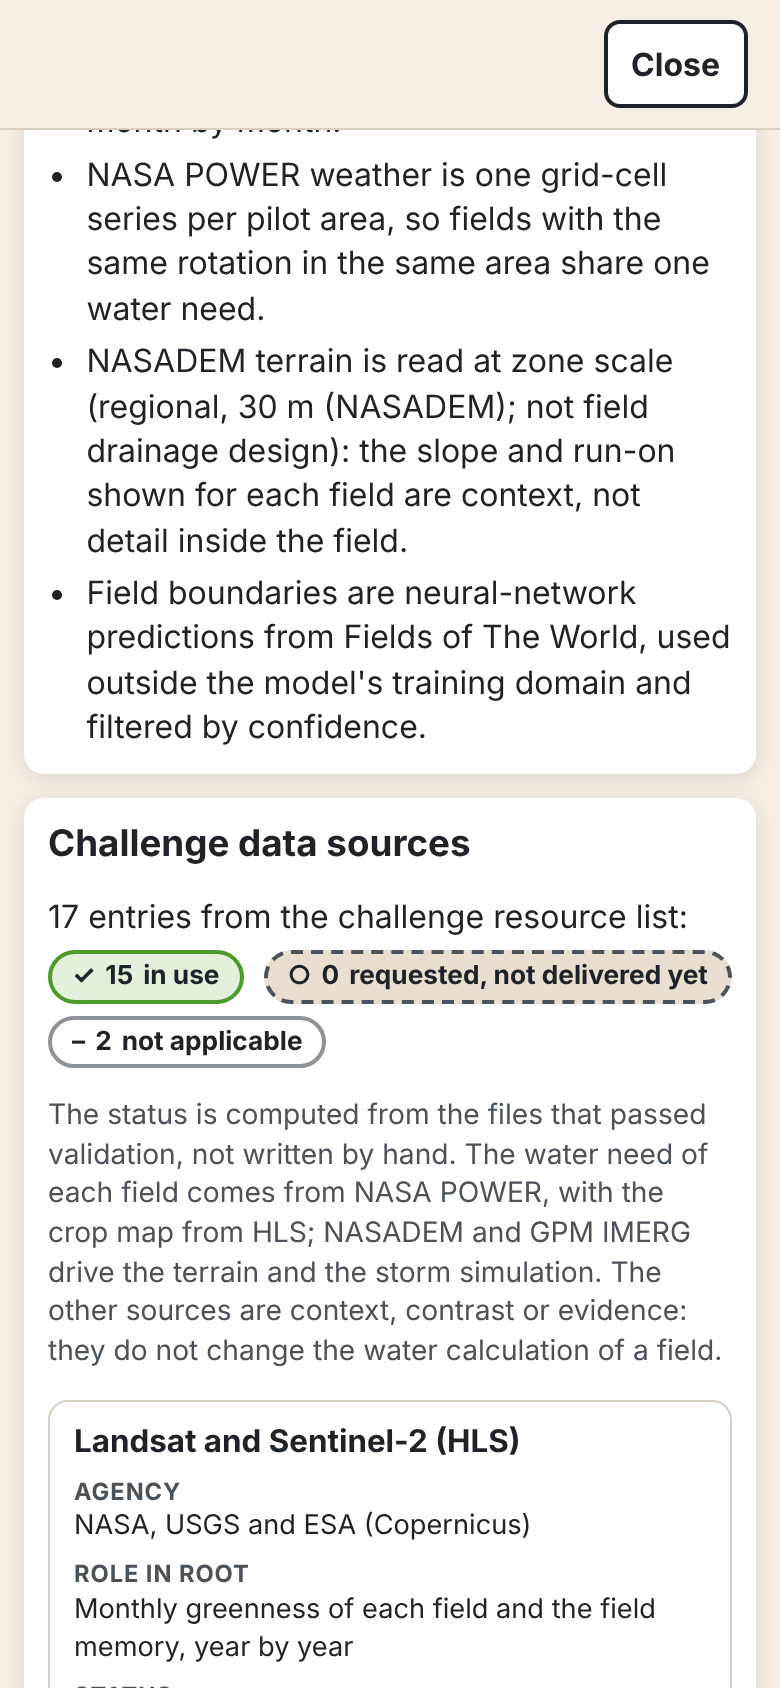 Close
month by month.
• NASA POWER weather is one grid-cell
series per pilot area, so fields with the
same rotation in the same area share one
water need.
• NASADEM terrain is read at zone scale
(regional, 30 m (NASADEM); not field
drainage design): the slope and run-on
shown for each field are context, not
detail inside the field.
• Field boundaries are neural-network
predictions from Fields of The World, used
outside the model's training domain and
filtered by confidence.
Challenge data sources
17 entries from the challenge resource list:
✓ 15 in use
○ 0 requested, not delivered yet
– 2 not applicable
The status is computed from the files that passed
validation, not written by hand. The water need of
each field comes from NASA POWER, with the
crop map from HLS; NASADEM and GPM IMERG
drive the terrain and the storm simulation. The
other sources are context, contrast or evidence:
they do not change the water calculation of a field.
Landsat and Sentinel-2 (HLS)
AGENCY
NASA, USGS and ESA (Copernicus)
ROLE IN ROOT
Monthly greenness of each field and the field
memory, year by year